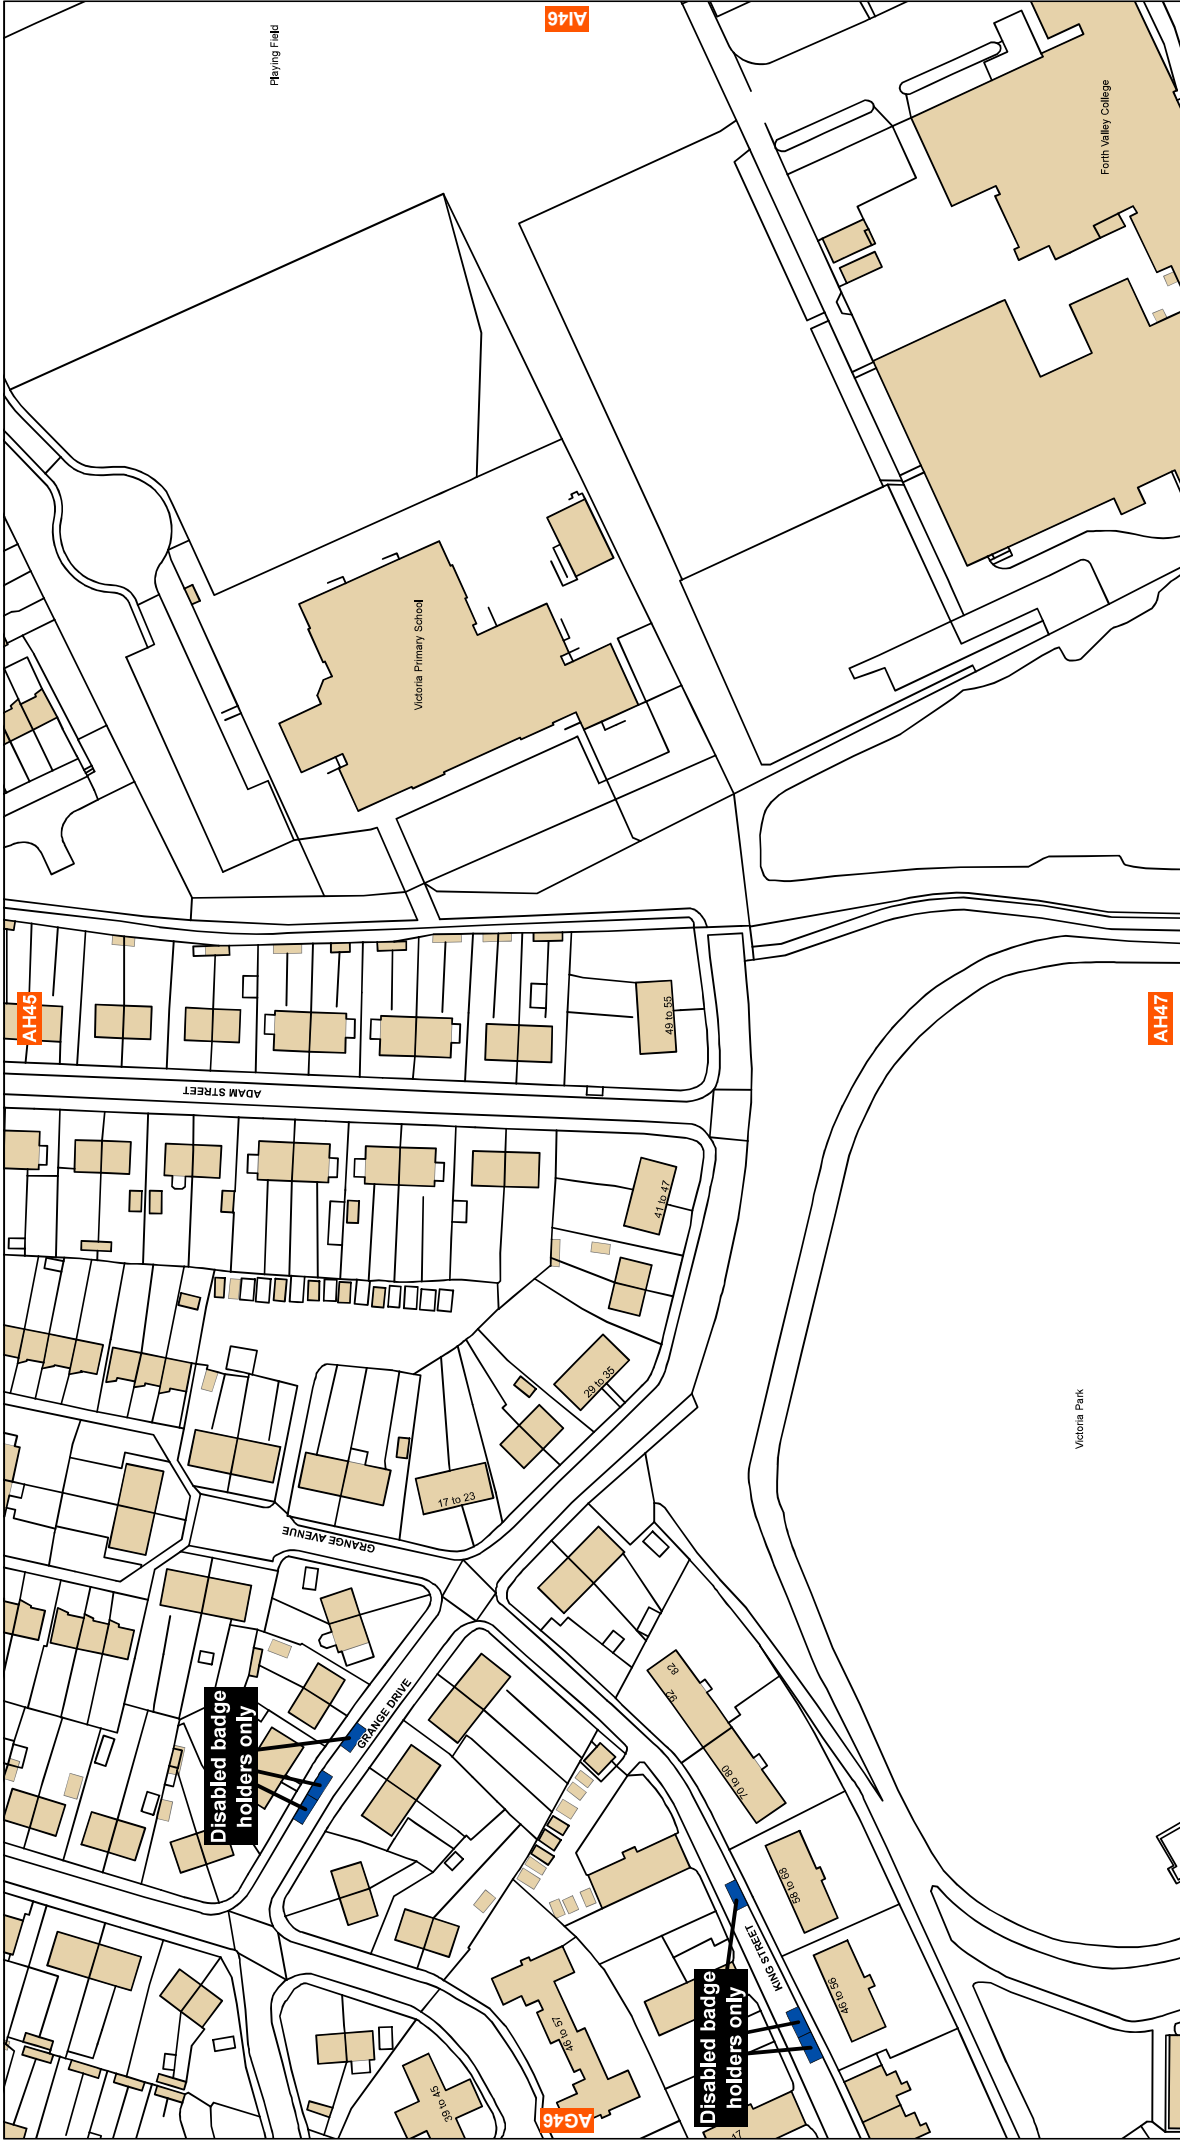 AI46
Playing Field
Forth Valley College
Victoria Primary School
AH45
AH47
ADAM STREET
49 to 55
41 to 47
29 to 35
17 to 23
GRANGE AVENUE
Victoria Park
GRANGE DRIVE
Disabled badge
holders only
82
92
70 to 80
58 to 68
KING STREET
46 to 56
Disabled badge
holders only
46 to 57
39 to 45
AG46
17